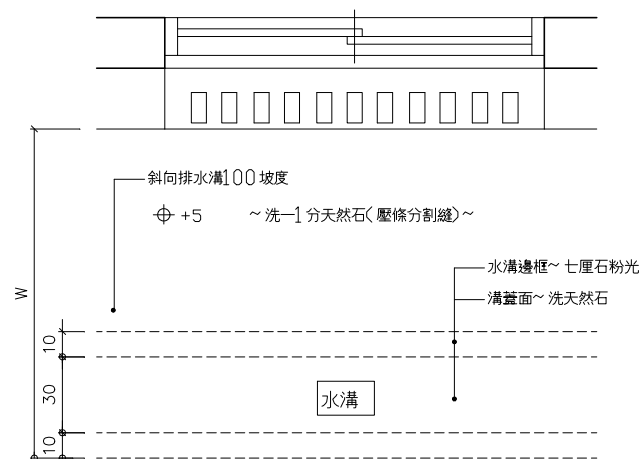 斜向排水溝100坡度
+5 ~洗一1分天然石(壓條分割縫)~
水溝邊框~七厘石粉光
溝蓋面~洗天然石
W
10
30
水溝
10